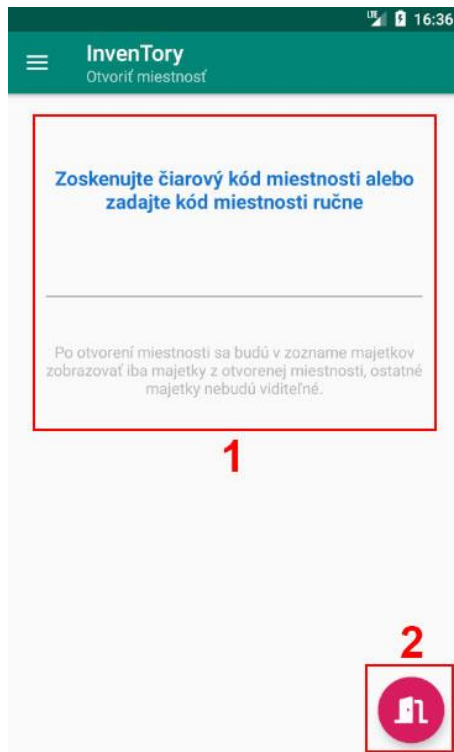 LTE 16:36
InvenTory
Otvoriť miestnosť
Zoskenujte čiarový kód miestnosti alebo
zadajte kód miestnosti ručne
Po otvorení miestnosti sa budú v zozname majetkov
zobrazovať iba majetky z otvorenej miestnosti, ostatné
majetky nebudú viditeľné.
1
2